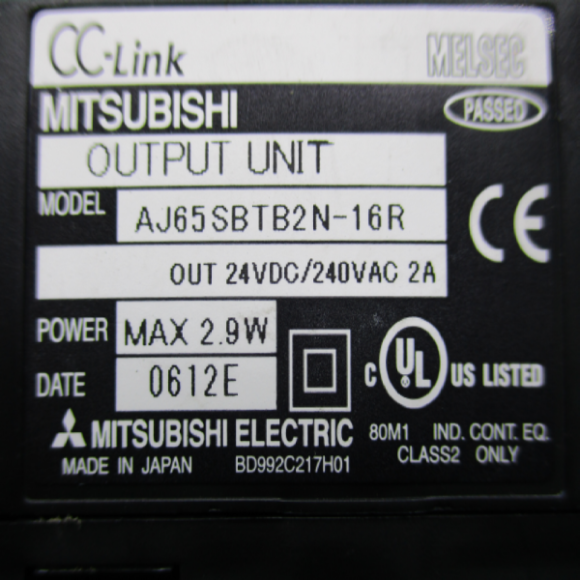 CC-Link MELSEC
MITSUBISHI PASSED
OUTPUT UNIT
MODEL AJ65SBTB2N-16R
OUT 24VDC/240VAC 2A
POWER MAX 2.9W
DATE 0612E
C UL US LISTED
MITSUBISHI ELECTRIC 80M1 IND. CONT. EQ.
MADE IN JAPAN BD992C217H01 CLASS2 ONLY
CE